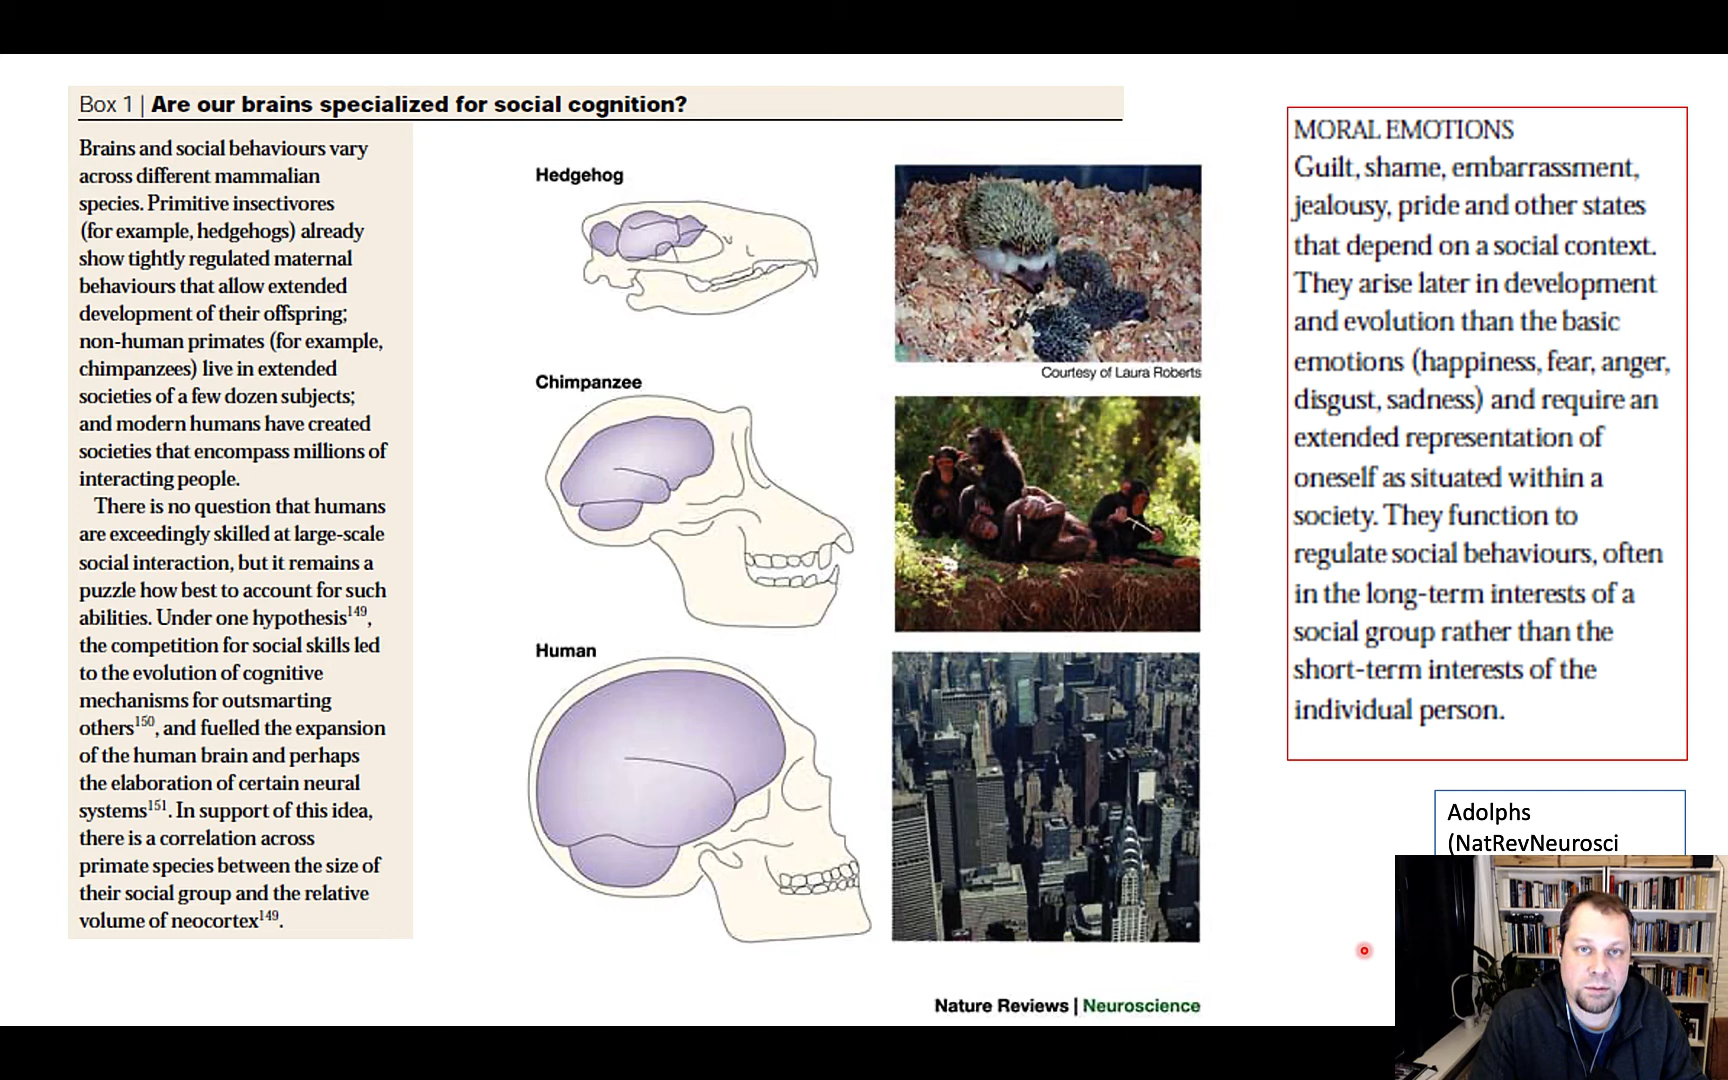 Box 1 | Are our brains specialized for social cognition?
Brains and social behaviours vary
across different mammalian
species. Primitive insectivores
(for example, hedgehogs) already
show tightly regulated maternal
behaviours that allow extended
development of their offspring;
non-human primates (for example,
chimpanzees) live in extended
societies of a few dozen subjects;
and modern humans have created
societies that encompass millions of
interacting people.
There is no question that humans
are exceedingly skilled at large-scale
social interaction, but it remains a
puzzle how best to account for such
abilities. Under one hypothesis149,
the competition for social skills led
to the evolution of cognitive
mechanisms for outsmarting
others150, and fuelled the expansion
of the human brain and perhaps
the elaboration of certain neural
systems151. In support of this idea,
there is a correlation across
primate species between the size of
their social group and the relative
volume of neocortex149.
Hedgehog
Courtesy of Laura Roberts
Chimpanzee
Human
Nature Reviews | Neuroscience
MORAL EMOTIONS
Guilt, shame, embarrassment,
jealousy, pride and other states
that depend on a social context.
They arise later in development
and evolution than the basic
emotions (happiness, fear, anger,
disgust, sadness) and require an
extended representation of
oneself as situated within a
society. They function to
regulate social behaviours, often
in the long-term interests of a
social group rather than the
short-term interests of the
individual person.
Adolphs
(NatRevNeurosci